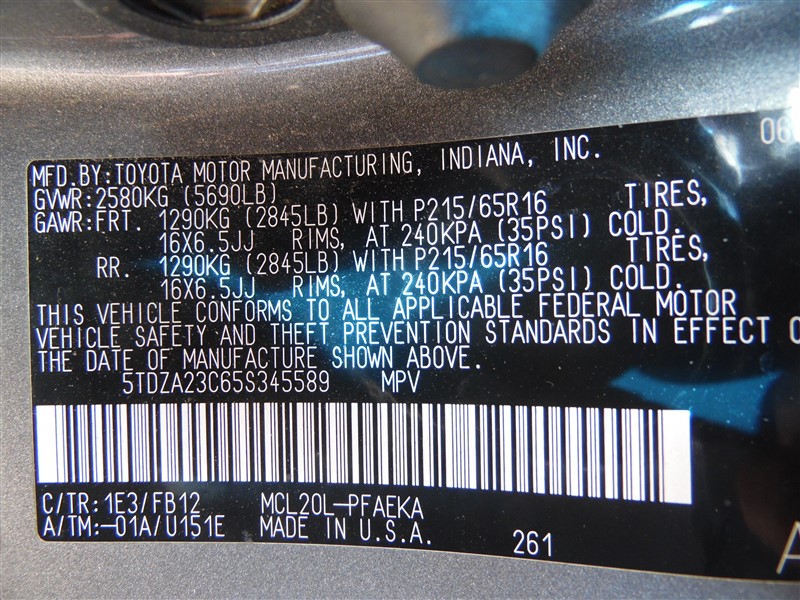 06
MFD.BY:TOYOTA MOTOR MANUFACTURING, INDIANA, INC.
GVWR:2580KG (5690LB)
GAWR:FRT. 1290KG (2845LB) WITH P215/65R16 TIRES,
16X6.5JJ RIMS, AT 240KPA (35PSI) COLD.
RR. 1290KG (2845LB) WITH P215/65R16 TIRES,
16X6.5JJ RIMS, AT 240KPA (35PSI) COLD.
THIS VEHICLE CONFORMS TO ALL APPLICABLE FEDERAL MOTOR
VEHICLE SAFETY AND THEFT PREVENTION STANDARDS IN EFFECT O
THE DATE OF MANUFACTURE SHOWN ABOVE.
5TDZA23C65S345589 MPV
C/TR:1E3/FB12 MCL20L-PFAEKA
A/TM:-01A/U151E MADE IN U.S.A.
261
A